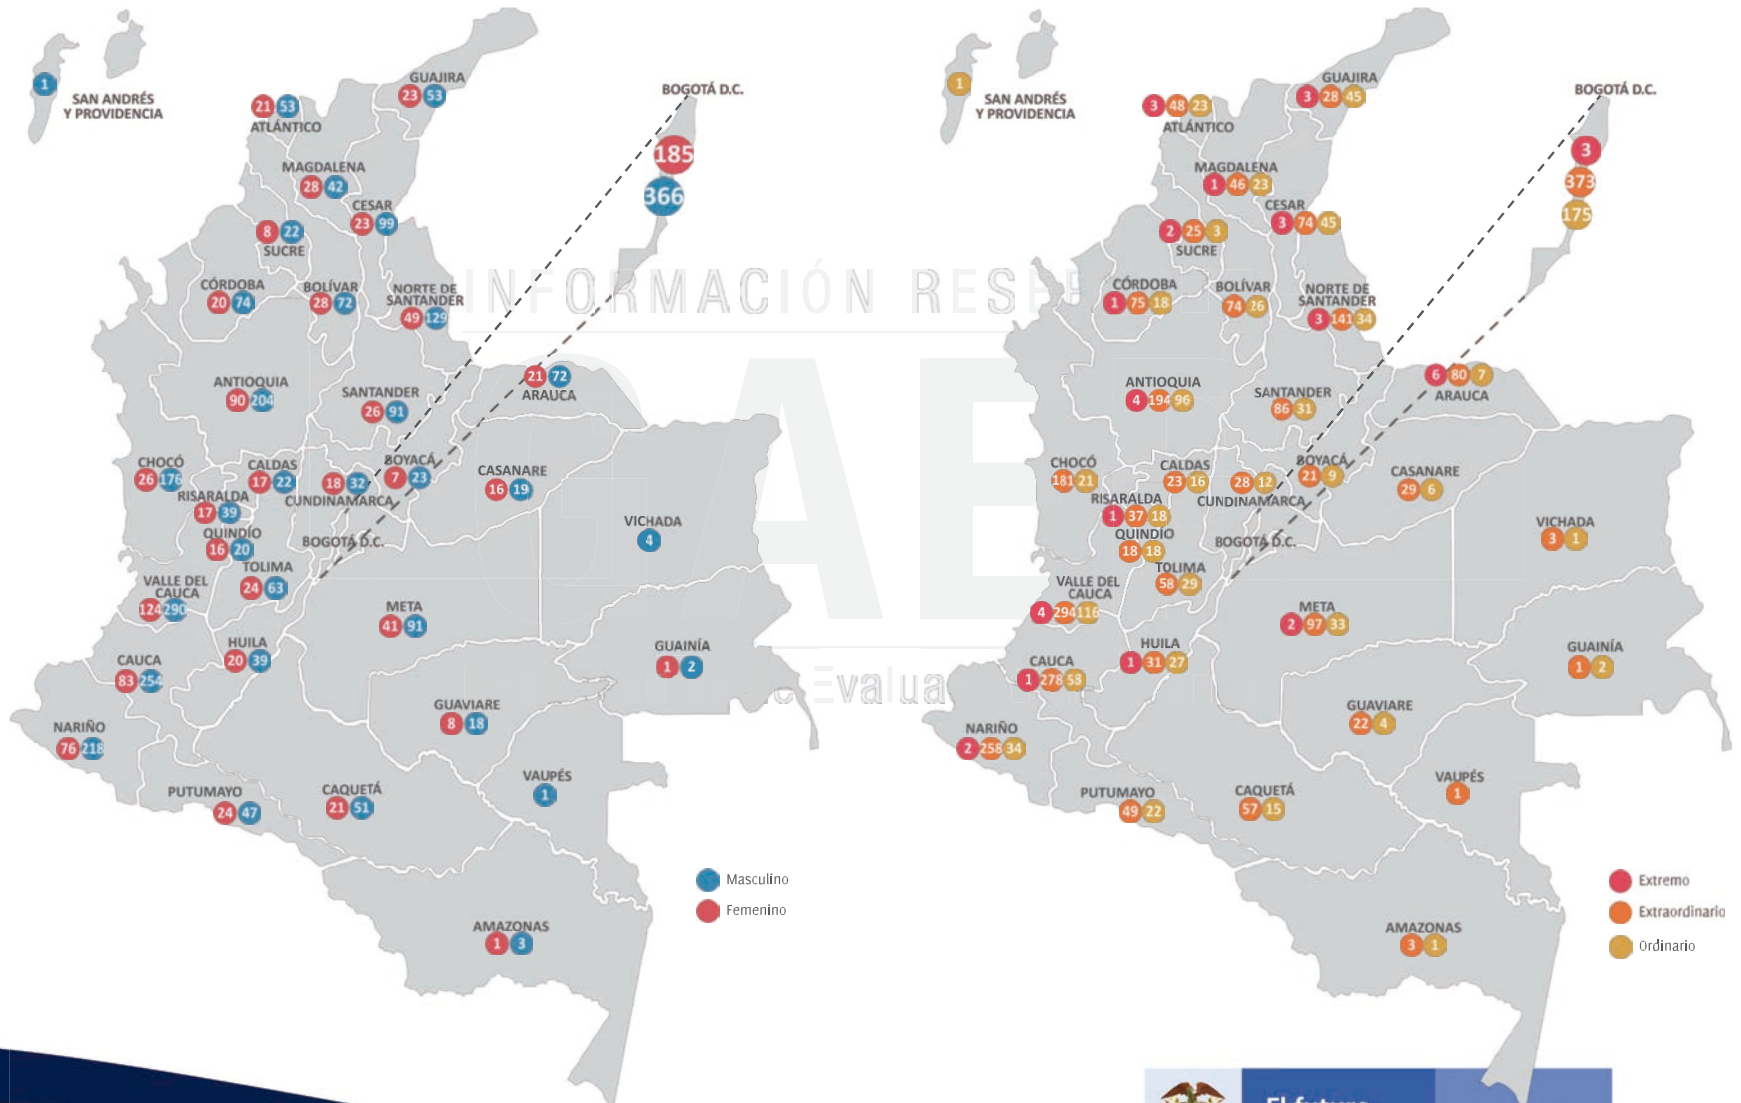 GUAJIRA
23 53
BOGOTÁ D.C.
1
SAN ANDRÉS
Y PROVIDENCIA
21 53
ATLÁNTICO
185
366
MAGDALENA
28 42
CESAR
23 99
8 22
SUCRE
CÓRDOBA
20 74
BOLÍVAR
28 72
NORTE DE
SANTANDER
49 129
ANTIOQUIA
90 204
SANTANDER
26 91
21 72
ARAUCA
CHOCÓ
26 176
CALDAS
17 22
18 32
CUNDINAMARCA
BOYACÁ
7 23
CASANARE
16 19
RISARALDA
17 39
QUINDÍO
16 20
BOGOTÁ D.C.
VICHADA
4
TOLIMA
24 63
VALLE DEL
CAUCA
124 290
META
41 91
HUILA
20 39
GUAINÍA
1 2
CAUCA
83 254
GUAVIARE
8 18
NARIÑO
76 218
VAUPÉS
1
PUTUMAYO
24 47
CAQUETÁ
21 51
Masculino
Femenino
AMAZONAS
1 3
INFORMACIÓN
Evalua
GUAJIRA
3 28 45
BOGOTÁ D.C.
1
SAN ANDRÉS
Y PROVIDENCIA
3 48 23
ATLÁNTICO
3
373
175
MAGDALENA
1 46 23
CESAR
3 74 45
2 25 3
SUCRE
CÓRDOBA
1 75 18
BOLÍVAR
74 26
NORTE DE
SANTANDER
3 141 34
ANTIOQUIA
4 194 96
SANTANDER
86 31
6 80 7
ARAUCA
CHOCÓ
181 21
CALDAS
23 16
28 12
CUNDINAMARCA
BOYACÁ
21 9
CASANARE
29 6
RISARALDA
1 37 18
QUINDÍO
18 18
BOGOTÁ D.C.
VICHADA
3 1
TOLIMA
58 29
VALLE DEL
CAUCA
4 294 116
META
2 97 33
HUILA
1 31 27
GUAINÍA
1 2
CAUCA
1 278 58
GUAVIARE
22 4
NARIÑO
2 258 34
VAUPÉS
1
PUTUMAYO
49 22
CAQUETÁ
57 15
Extremo
Extraordinario
Ordinario
AMAZONAS
3 1
El futuro